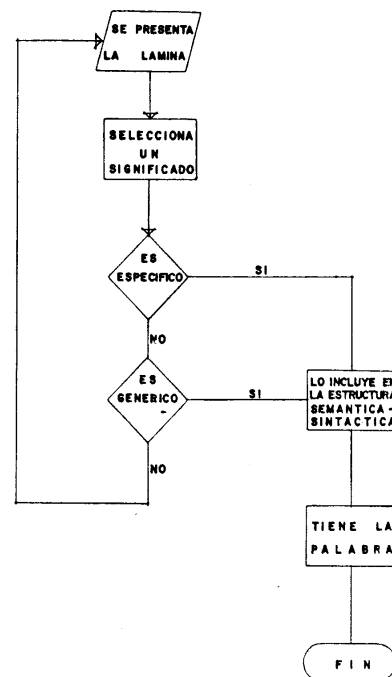 SE PRESENTA
LA LAMINA
SELECCIONA
UN
SIGNIFICADO
ES
ESPECIFICO
SI
NO
ES
GENERICO
SI
NO
LO INCLUYE EN
LA ESTRUCTURA
SEMANTICA-
SINTACTICA
TIENE LA
PALABRA
FIN